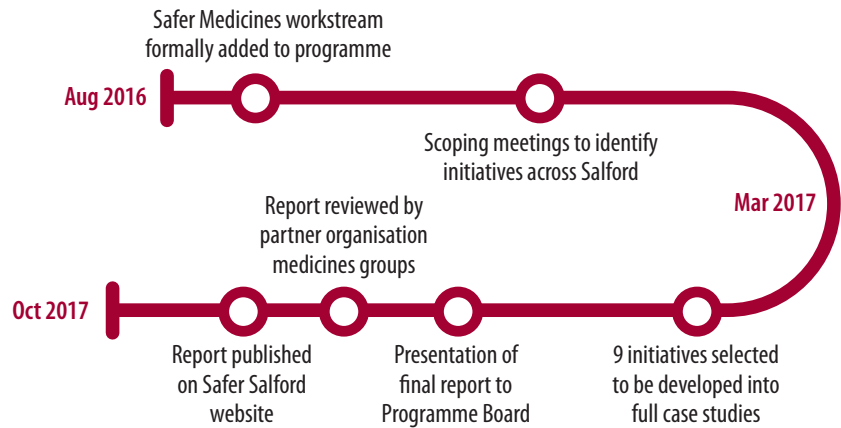 Safer Medicines workstream
formally added to programme
Aug 2016
Scoping meetings to identify
initiatives across Salford
Mar 2017
Report reviewed by
partner organisation
medicines groups
Oct 2017
Report published
on Safer Salford
website
Presentation of
final report to
Programme Board
9 initiatives selected
to be developed into
full case studies